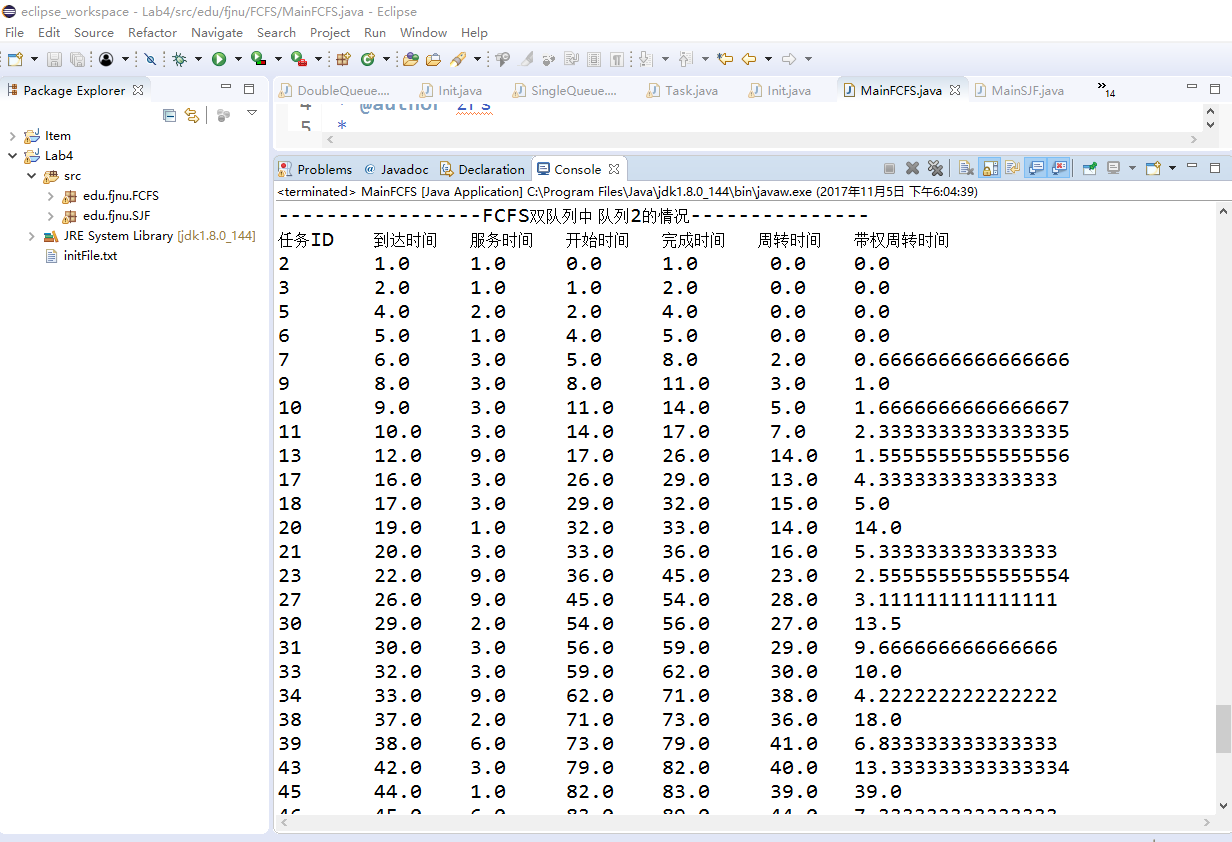 eclipse_workspace - Lab4/src/edu/fjnu/FCFS/MainFCFS.java - Eclipse
File Edit Source Refactor Navigate Search Project Run Window Help
Package Explorer
Item
Lab4
src
edu.fjnu.FCFS
edu.fjnu.SJF
JRE System Library [jdk1.8.0_144]
initFile.txt
DoubleQueue.... Init.java SingleQueue.... Task.java Init.java MainFCFS.java MainSJF.java »14
4 * @author ZFS
5 *
Problems @ Javadoc Declaration Console
<terminated> MainFCFS [Java Application] C:\Program Files\Java\jdk1.8.0_144\bin\javaw.exe (2017年11月5日 下午6:04:39)
-----------------FCFS双队列中 队列2的情况---------------
任务ID 到达时间 服务时间 开始时间 完成时间 周转时间 带权周转时间
2 1.0 1.0 0.0 1.0 0.0 0.0
3 2.0 1.0 1.0 2.0 0.0 0.0
5 4.0 2.0 2.0 4.0 0.0 0.0
6 5.0 1.0 4.0 5.0 0.0 0.0
7 6.0 3.0 5.0 8.0 2.0 0.6666666666666666
9 8.0 3.0 8.0 11.0 3.0 1.0
10 9.0 3.0 11.0 14.0 5.0 1.6666666666666667
11 10.0 3.0 14.0 17.0 7.0 2.3333333333333335
13 12.0 9.0 17.0 26.0 14.0 1.5555555555555556
17 16.0 3.0 26.0 29.0 13.0 4.333333333333333
18 17.0 3.0 29.0 32.0 15.0 5.0
20 19.0 1.0 32.0 33.0 14.0 14.0
21 20.0 3.0 33.0 36.0 16.0 5.333333333333333
23 22.0 9.0 36.0 45.0 23.0 2.5555555555555554
27 26.0 9.0 45.0 54.0 28.0 3.111111111111111
30 29.0 2.0 54.0 56.0 27.0 13.5
31 30.0 3.0 56.0 59.0 29.0 9.666666666666666
33 32.0 3.0 59.0 62.0 30.0 10.0
34 33.0 9.0 62.0 71.0 38.0 4.222222222222222
38 37.0 2.0 71.0 73.0 36.0 18.0
39 38.0 6.0 73.0 79.0 41.0 6.833333333333333
43 42.0 3.0 79.0 82.0 40.0 13.333333333333334
45 44.0 1.0 82.0 83.0 39.0 39.0
46 45.0 6.0 83.0 89.0 44.0 7.333333333333333